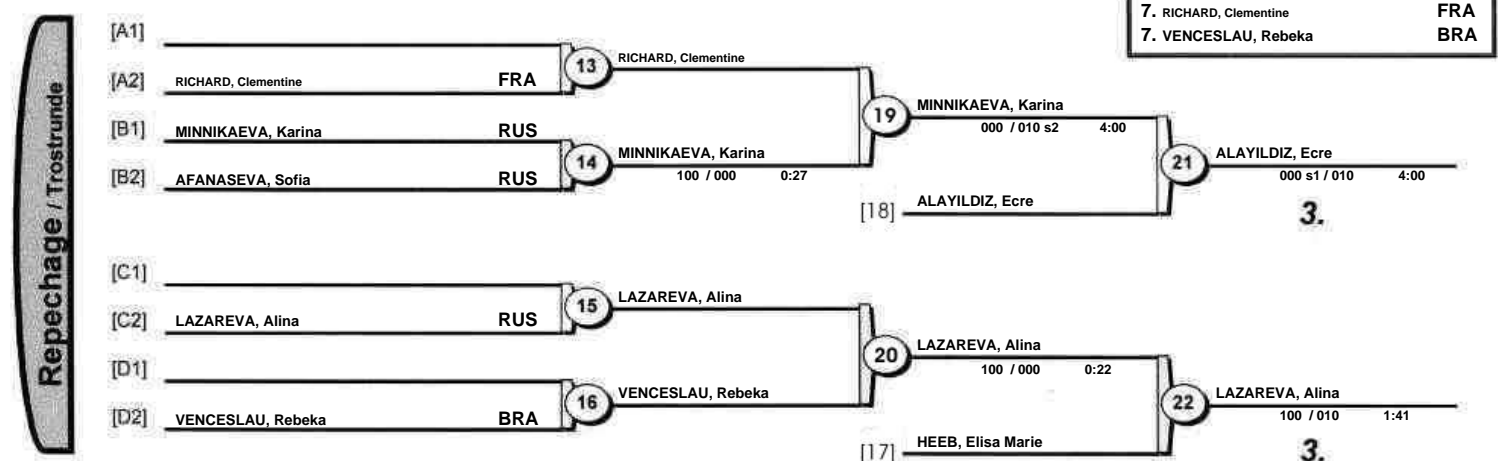 7. RICHARD, Clementine FRA
7. VENCESLAU, Rebeka BRA
Repechage / Trostrunde
[A1]
[A2] RICHARD, Clementine FRA
13 RICHARD, Clementine
[B1] MINNIKAEVA, Karina RUS
[B2] AFANASEVA, Sofia RUS
14 MINNIKAEVA, Karina
100 / 000 0:27
19 MINNIKAEVA, Karina
000 / 010 s2 4:00
[18] ALAYILDIZ, Ecre
21 ALAYILDIZ, Ecre
000 s1 / 010 4:00
3.
[C1]
[C2] LAZAREVA, Alina RUS
15 LAZAREVA, Alina
[D1]
[D2] VENCESLAU, Rebeka BRA
16 VENCESLAU, Rebeka
20 LAZAREVA, Alina
100 / 000 0:22
[17] HEEB, Elisa Marie
22 LAZAREVA, Alina
100 / 010 1:41
3.